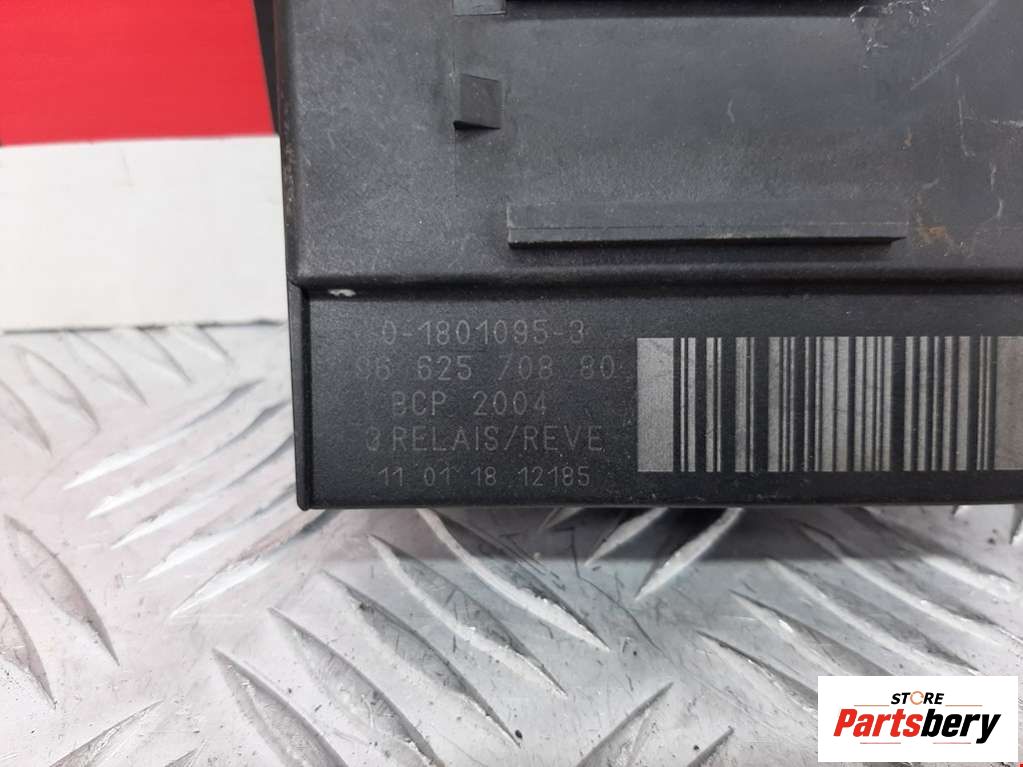 0-1801095-3
96 625 708 80
BCP 2004
3 RELAIS/REVE
11 01 18 12185
STORE
Partsbery